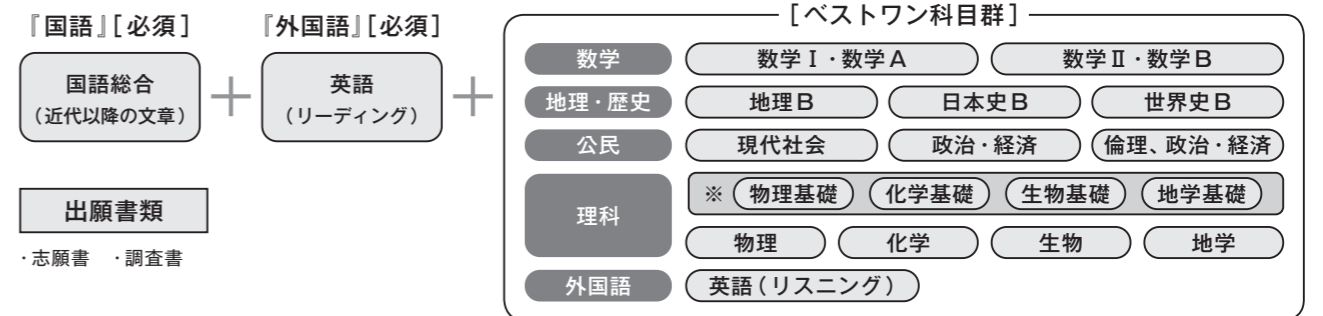 『国語』[必須]
国語総合
(近代以降の文章)
+
『外国語』[必須]
英語
(リーディング)
+
[ベストワン科目群]
数学
数学Ⅰ・数学A
数学Ⅱ・数学B
地理・歴史
地理B
日本史B
世界史B
公民
現代社会
政治・経済
倫理、政治・経済
理科
※
物理基礎
化学基礎
生物基礎
地学基礎
物理
化学
生物
地学
外国語
英語(リスニング)
出願書類
・志願書 ・調査書